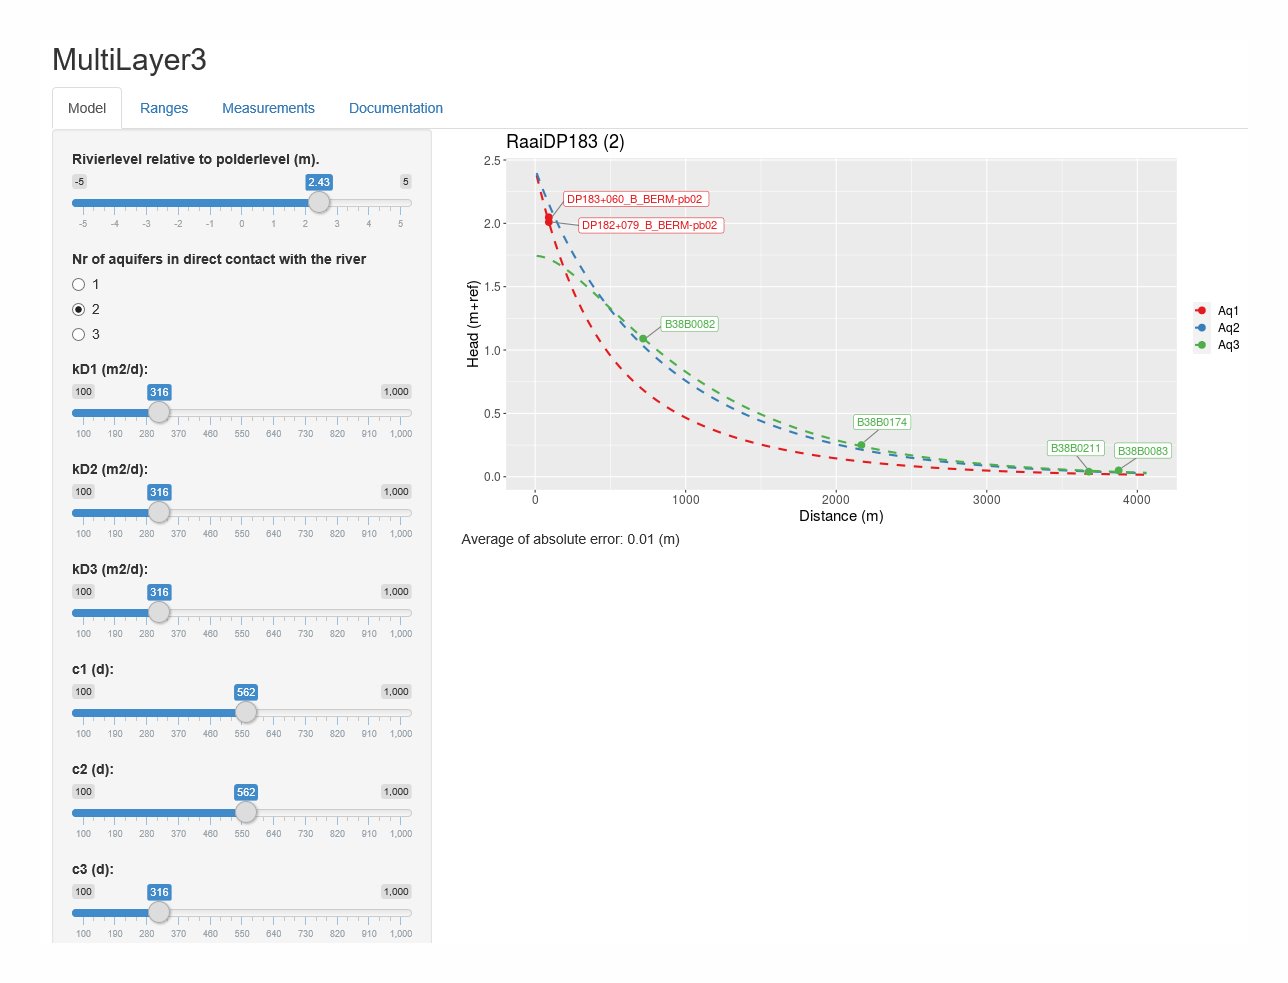 MultiLayer3
Model Ranges Measurements Documentation
Rivierlevel relative to polderlevel (m).
-5 2.43 5
-5 -4 -3 -2 -1 0 1 2 3 4 5
Nr of aquifers in direct contact with the river
1
2
3
kD1 (m2/d):
100 316 1,000
100 190 280 370 460 550 640 730 820 910 1,000
kD2 (m2/d):
100 316 1,000
100 190 280 370 460 550 640 730 820 910 1,000
kD3 (m2/d):
100 316 1,000
100 190 280 370 460 550 640 730 820 910 1,000
c1 (d):
100 562 1,000
100 190 280 370 460 550 640 730 820 910 1,000
c2 (d):
100 562 1,000
100 190 280 370 460 550 640 730 820 910 1,000
c3 (d):
100 316 1,000
100 190 280 370 460 550 640 730 820 910 1,000
RaaiDP183 (2)
Head (m+ref)
2.5
2.0
1.5
1.0
0.5
0.0
DP183+060_B_BERM-pb02
DP182+079_B_BERM-pb02
B38B0082
B38B0174
B38B0211
B38B0083
0 1000 2000 3000 4000
Distance (m)
Aq1
Aq2
Aq3
Average of absolute error: 0.01 (m)